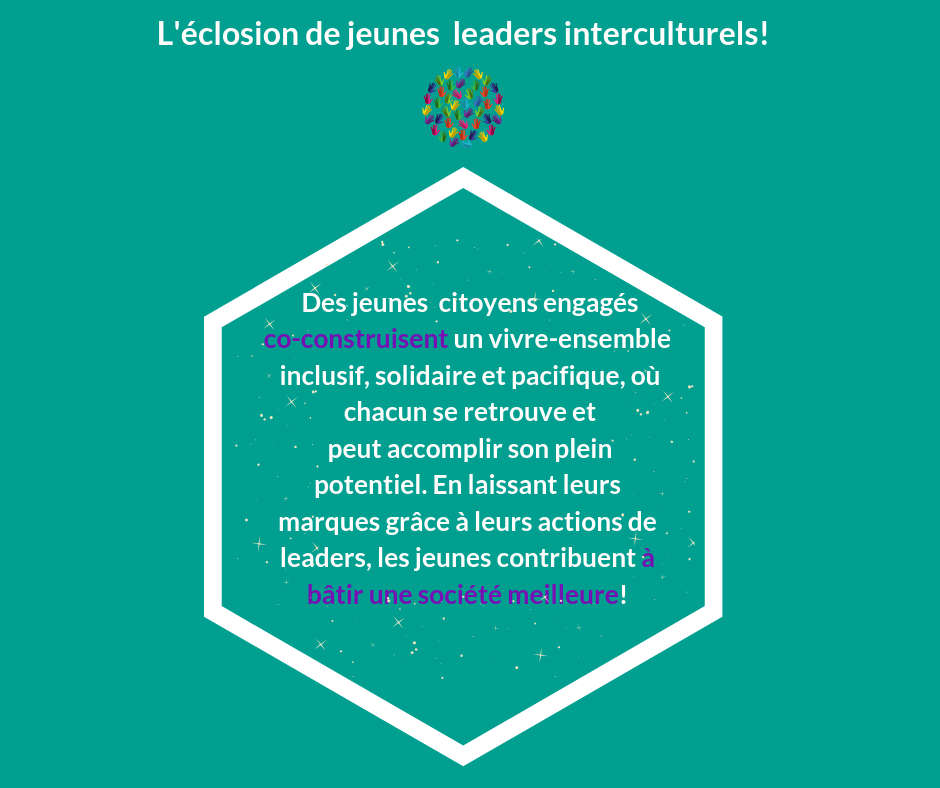 L'éclosion de jeunes  leaders interculturels!
Des jeunes  citoyens engagés
co-construisent un vivre-ensemble
inclusif, solidaire et pacifique, où
chacun se retrouve et
peut accomplir son plein
potentiel. En laissant leurs
marques grâce à leurs actions de
leaders, les jeunes contribuent à
bâtir une société meilleure!